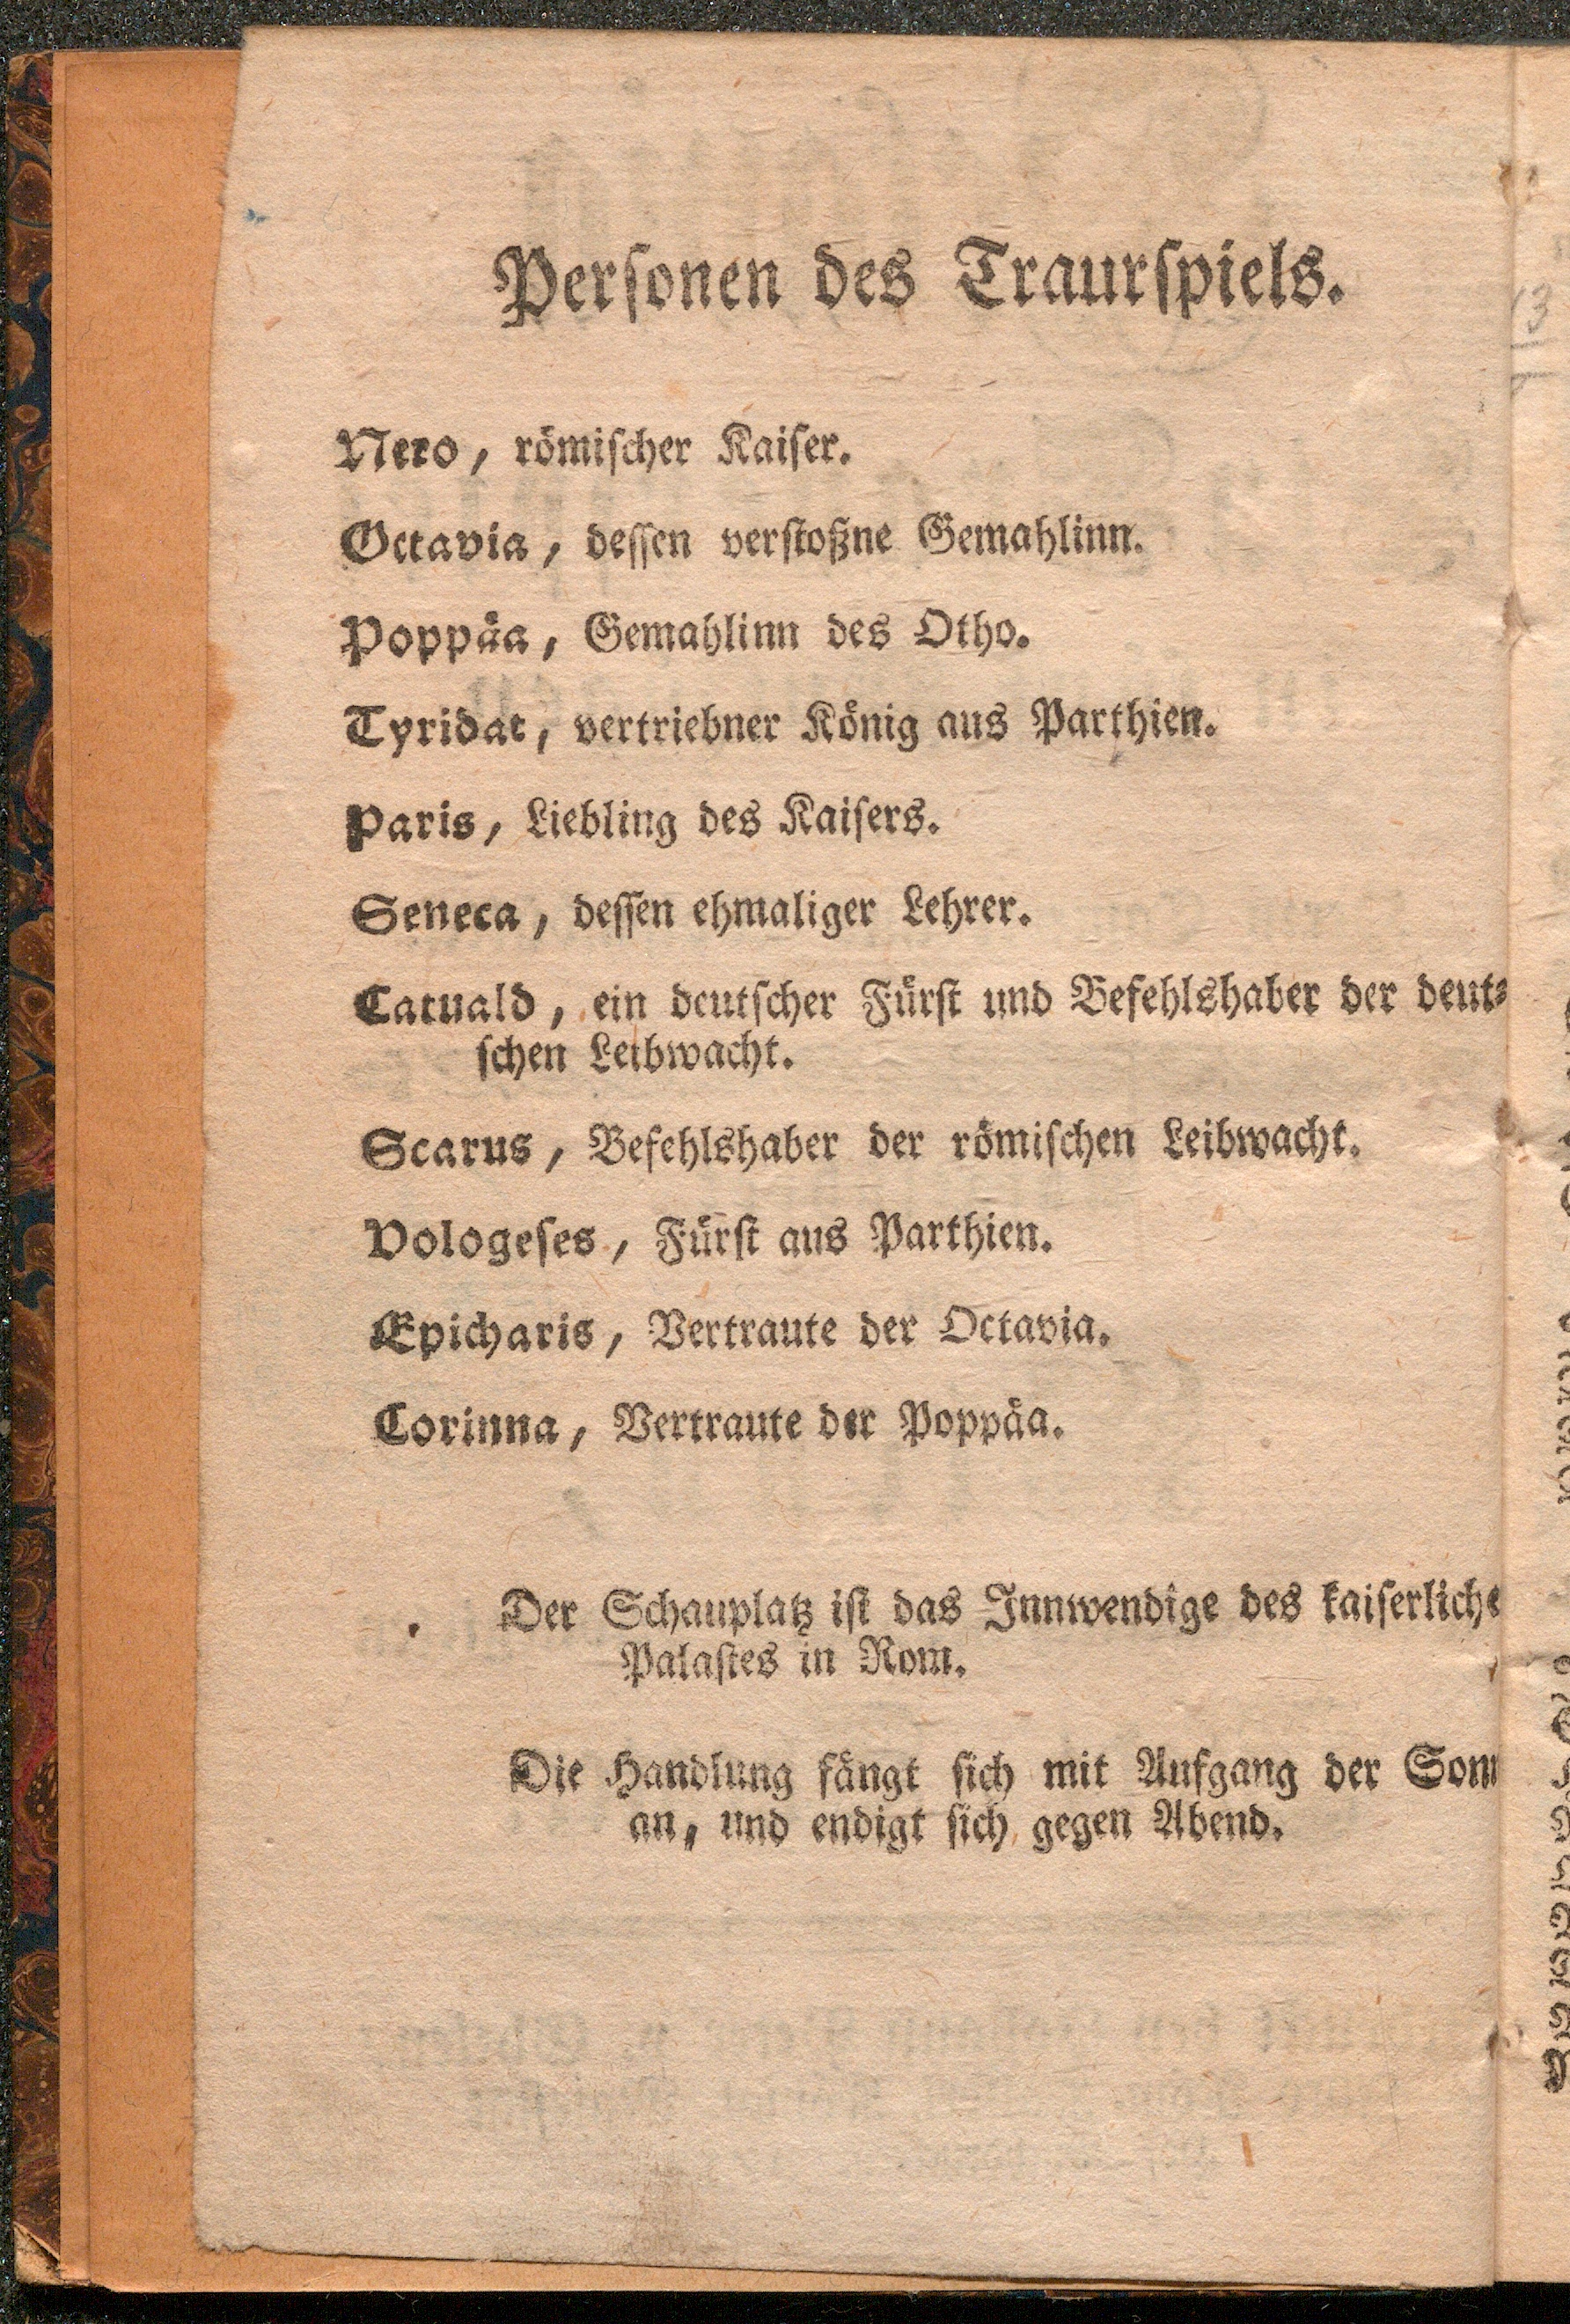 Personen des Traurſpiels.
Nero, römiſcher Kaiſer.
Octavia, deſſen verſtoßne Gemahlinn.
Poppäa, Gemahlinn des Otho.
Tyridat, vertriebner König aus Parthien.
Paris, Liebling des Kaiſers.
Seneca, deſſen ehmaliger Lehrer.
Catuald, ein deutſcher Fürſt und Befehlshaber der deut⸗
ſchen Leibwacht.
Scarus, Befehlshaber der römiſchen Leibwacht.
Vologeſes, Fürſt aus Parthien.
Epicharis, Vertraute der Octavia.
Corinna, Vertraute der Poppäa.
Der Schauplatz iſt das Innwendige des kaiſerliche
Palaſtes in Rom.
Die Handlung fängt ſich mit Aufgang der Sonn
an, und endigt ſich gegen Abend.